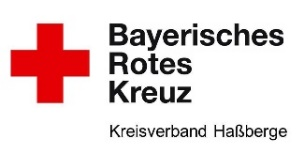 Bayerisches
Rotes
Kreuz
Kreisverband Haßberge